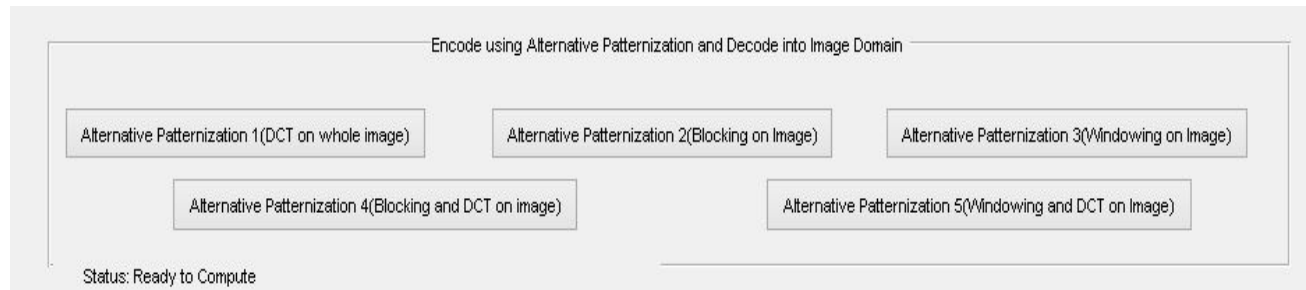 Encode using Alternative Patternization and Decode into Image Domain
Alternative Patternization 1(DCT on whole image)
Alternative Patternization 2(Blocking on Image)
Alternative Patternization 3(Windowing on Image)
Alternative Patternization 4(Blocking and DCT on image)
Alternative Patternization 5(Windowing and DCT on Image)
Status: Ready to Compute